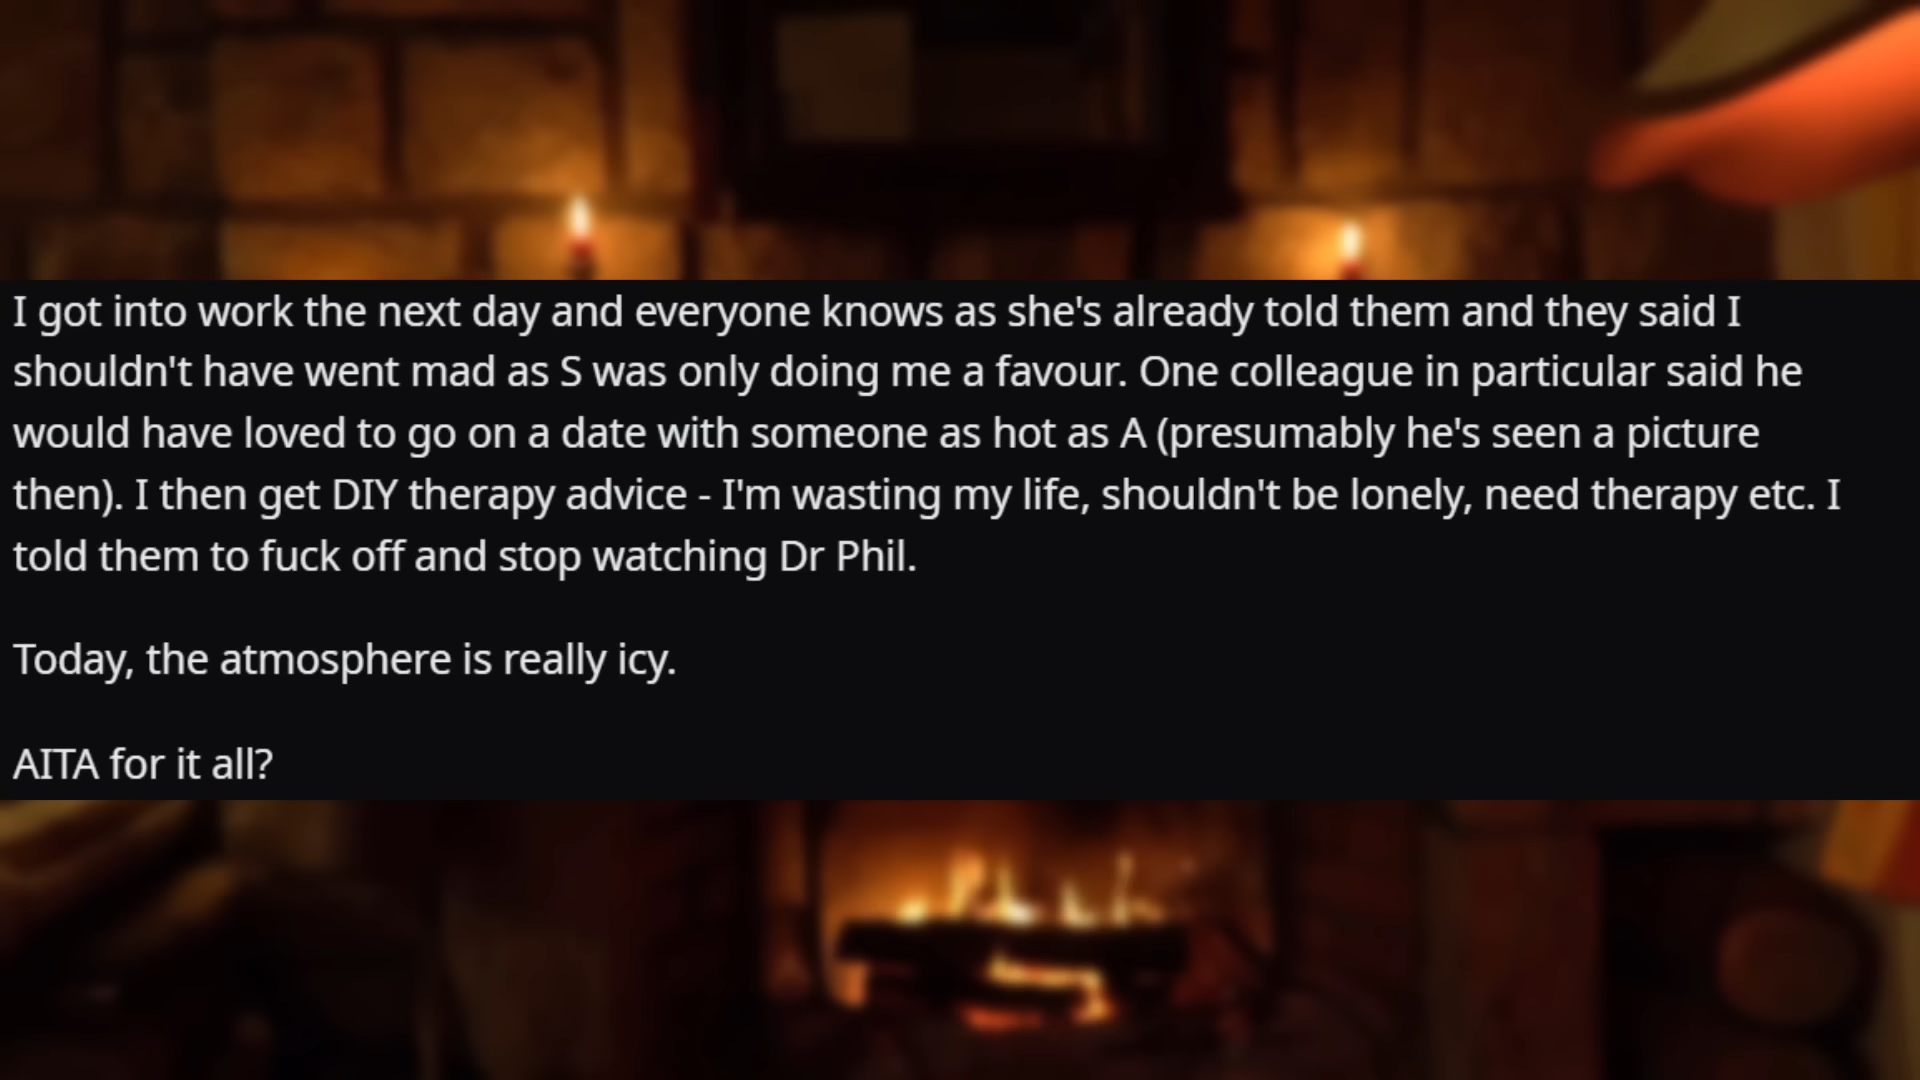 I got into work the next day and everyone knows as she's already told them and they said I
shouldn't have went mad as S was only doing me a favour. One colleague in particular said he
would have loved to go on a date with someone as hot as A (presumably he's seen a picture
then). I then get DIY therapy advice - I'm wasting my life, shouldn't be lonely, need therapy etc. I
told them to fuck off and stop watching Dr Phil.
Today, the atmosphere is really icy.
AITA for it all?